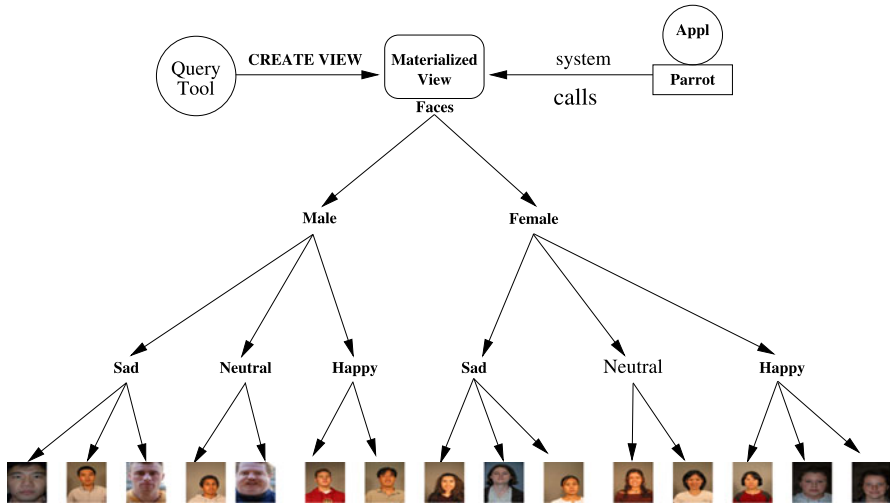 Query
Tool
CREATE VIEW
Materialized
View
Faces
system
calls
Appl
Parrot
Male
Female
Sad
Neutral
Happy
Sad
Neutral
Happy